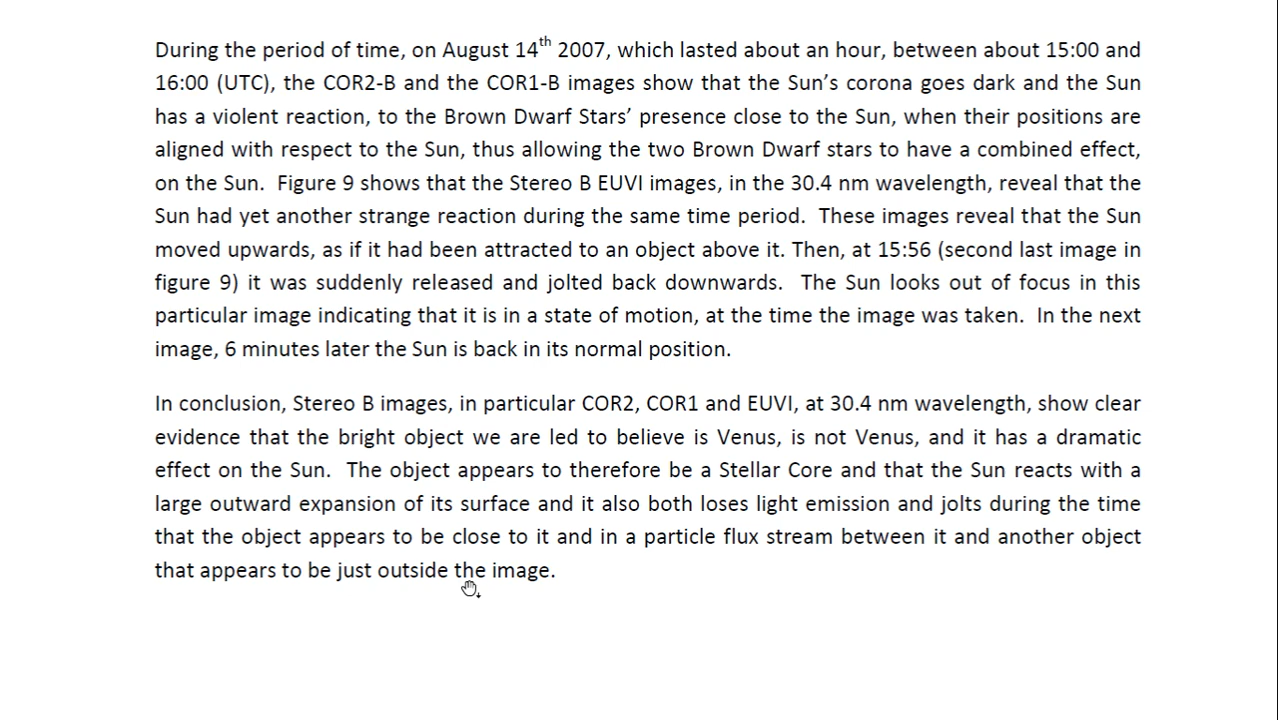 During the period of time, on August 14th 2007, which lasted about an hour, between about 15:00 and
16:00 (UTC), the COR2-B and the COR1-B images show that the Sun’s corona goes dark and the Sun
has a violent reaction, to the Brown Dwarf Stars’ presence close to the Sun, when their positions are
aligned with respect to the Sun, thus allowing the two Brown Dwarf stars to have a combined effect,
on the Sun.  Figure 9 shows that the Stereo B EUVI images, in the 30.4 nm wavelength, reveal that the
Sun had yet another strange reaction during the same time period.  These images reveal that the Sun
moved upwards, as if it had been attracted to an object above it. Then, at 15:56 (second last image in
figure 9) it was suddenly released and jolted back downwards.  The Sun looks out of focus in this
particular image indicating that it is in a state of motion, at the time the image was taken.  In the next
image, 6 minutes later the Sun is back in its normal position.
In conclusion, Stereo B images, in particular COR2, COR1 and EUVI, at 30.4 nm wavelength, show clear
evidence that the bright object we are led to believe is Venus, is not Venus, and it has a dramatic
effect on the Sun.  The object appears to therefore be a Stellar Core and that the Sun reacts with a
large outward expansion of its surface and it also both loses light emission and jolts during the time
that the object appears to be close to it and in a particle flux stream between it and another object
that appears to be just outside the image.